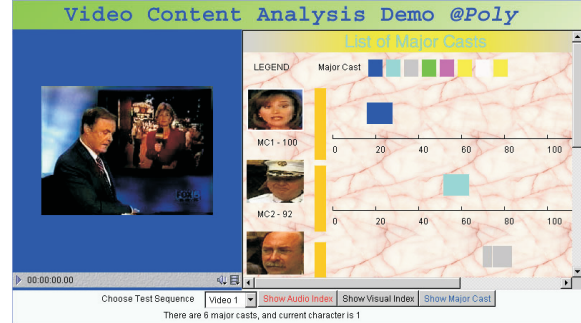 Video Content Analysis Demo @Poly
List of Major Casts
LEGEND Major Cast
MC1 - 100
0 20 40 60 80 100
MC2 - 92
0 20 40 60 80 100
00:00:00.00
Choose Test Sequence Video 1 Show Audio Index Show Visual Index Show Major Cast
There are 6 major casts, and current character is 1